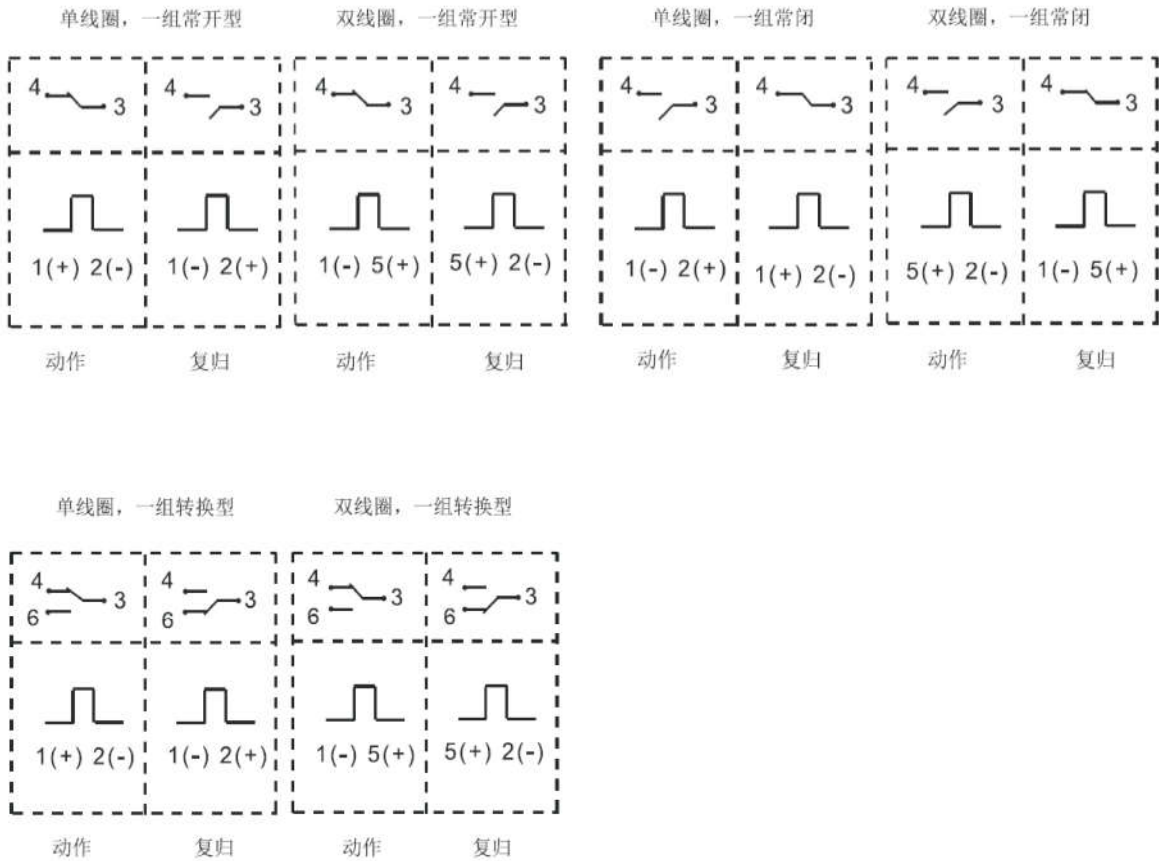 单线圈，一组常开型 双线圈，一组常开型 单线圈，一组常闭 双线圈，一组常闭
4 3 4 3 4 3 4 3 4 3 4 3 4 3 4 3
1(+) 2(-) 1(-) 2(+) 1(-) 5(+) 5(+) 2(-) 1(-) 2(+) 1(+) 2(-) 5(+) 2(-) 1(-) 5(+)
动作 复归 动作 复归 动作 复归 动作 复归
单线圈，一组转换型 双线圈，一组转换型
4 3 4 3 4 3 4 3
6 6 6 6
1(+) 2(-) 1(-) 2(+) 1(-) 5(+) 5(+) 2(-)
动作 复归 动作 复归